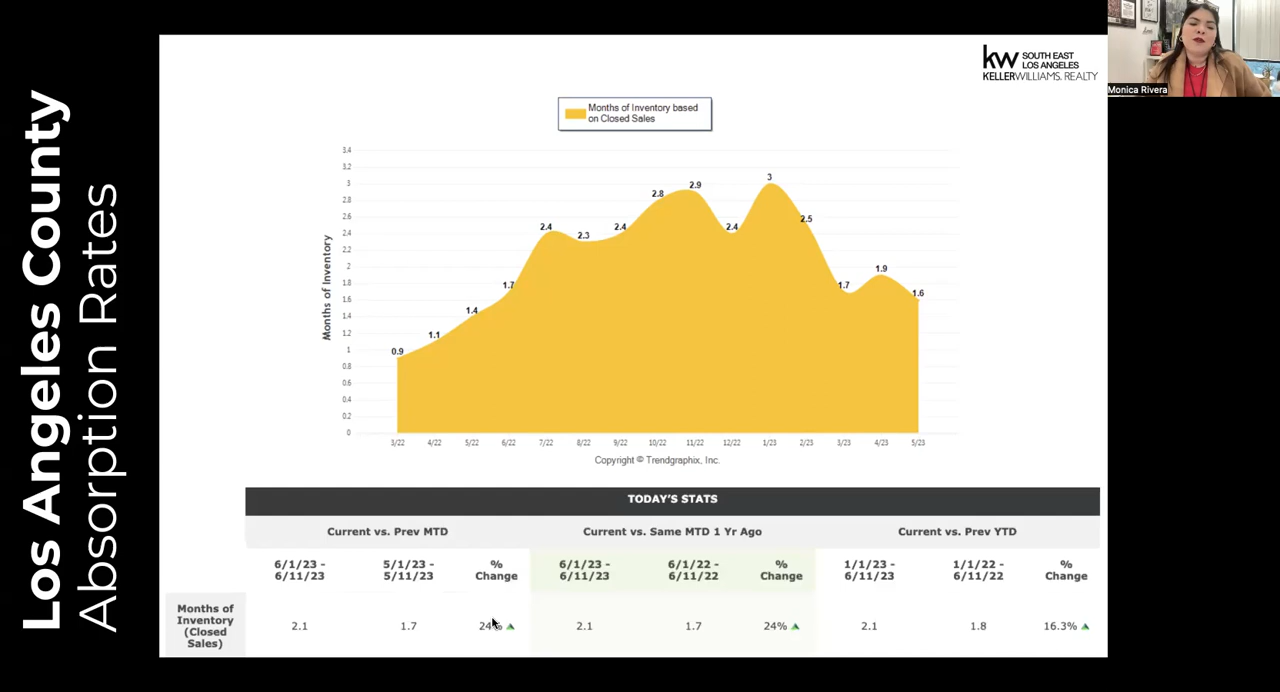 Los Angeles County
Absorption Rates
kw SOUTH EAST
LOS ANGELES
KELLERWILLIAMS. REALTY
Monica Rivera
Months of Inventory based
on Closed Sales
Months of Inventory
3.4
3.2
3
2.8
2.6
2.4
2.2
2
1.8
1.6
1.4
1.2
1
0.8
0.6
0.4
0.2
0
0.9
1.1
1.4
1.7
2.4
2.3
2.4
2.8
2.9
2.4
3
2.5
1.7
1.9
1.6
3/22 4/22 5/22 6/22 7/22 8/22 9/22 10/22 11/22 12/22 1/23 2/23 3/23 4/23 5/23
Copyright © Trendgraphix, Inc.
TODAY'S STATS
Current vs. Prev MTD Current vs. Same MTD 1 Yr Ago Current vs. Prev YTD
6/1/23 - 5/1/23 - % 6/1/23 - 6/1/22 - % 1/1/23 - 1/1/22 - %
6/11/23 5/11/23 Change 6/11/23 6/11/22 Change 6/11/23 6/11/22 Change
Months of
Inventory
(Closed
Sales)
2.1 1.7 24% 2.1 1.7 24% 2.1 1.8 16.3%